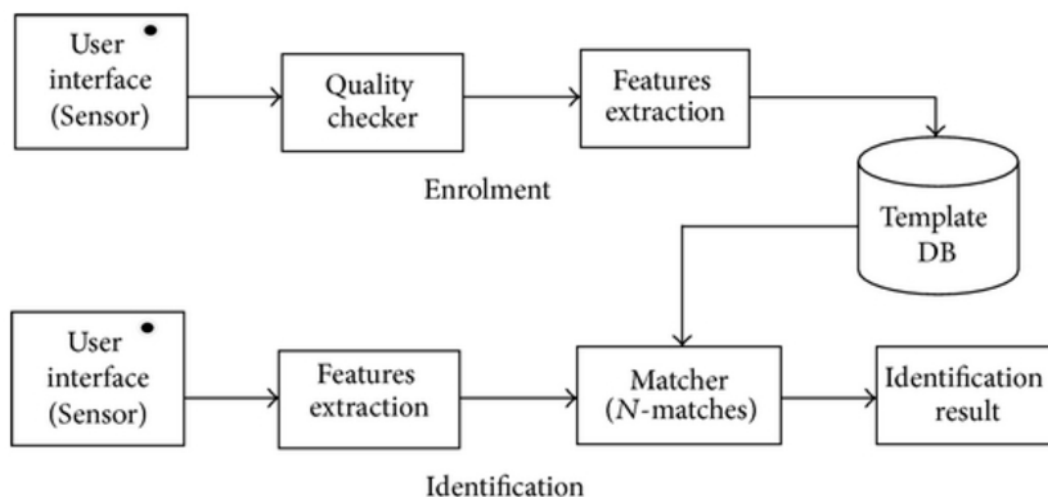 User
interface
(Sensor)
Quality
checker
Features
extraction
Enrolment
Template
DB
User
interface
(Sensor)
Features
extraction
Matcher
(N-matches)
Identification
result
Identification